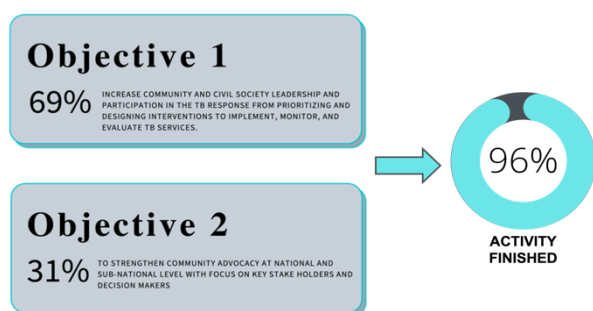 Objective 1
69%
INCREASE COMMUNITY AND CIVIL SOCIETY LEADERSHIP AND
PARTICIPATION IN THE TB RESPONSE FROM PRIORITIZING AND
DESIGNING INTERVENTIONS TO IMPLEMENT, MONITOR, AND
EVALUATE TB SERVICES.
Objective 2
31%
TO STRENGTHEN COMMUNITY ADVOCACY AT NATIONAL AND
SUB-NATIONAL LEVEL WITH FOCUS ON KEY STAKE HOLDERS AND
DECISION MAKERS
96%
ACTIVITY
FINISHED